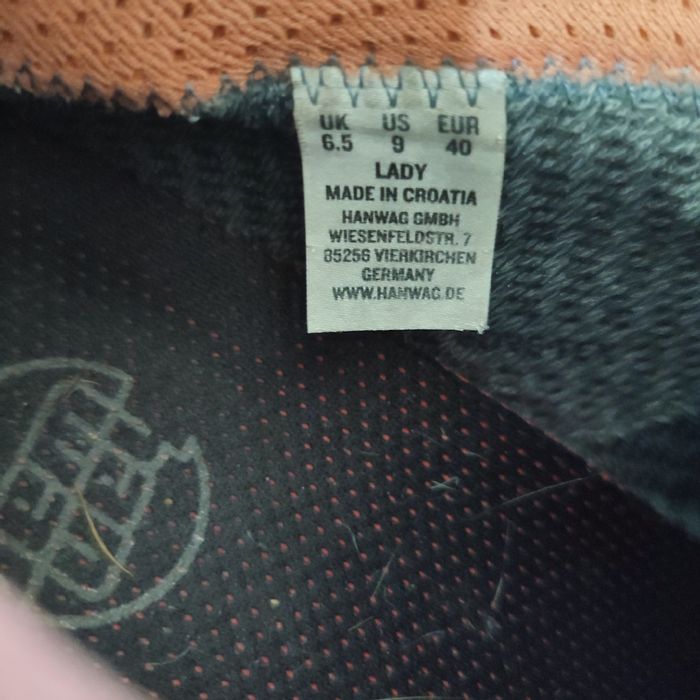 UK US EUR
6.5 9 40
LADY
MADE IN CROATIA
HANWAG GMBH
WIESENFELDSTR. 7
85256 VIERKIRCHEN
GERMANY
WWW.HANWAG.DE